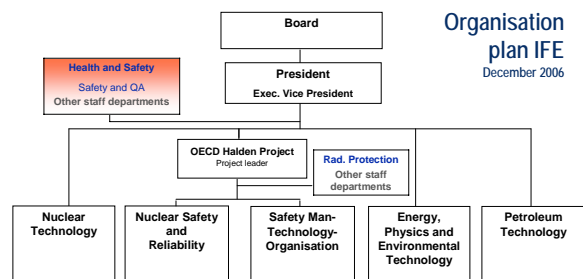 Organisation
plan IFE
December 2006
Board
President
Exec. Vice President
Health and Safety
Safety and QA
Other staff departments
OECD Halden Project
Project leader
Rad. Protection
Other staff
departments
Nuclear
Technology
Nuclear Safety
and
Reliability
Safety Man-
Technology-
Organisation
Energy,
Physics and
Environmental
Technology
Petroleum
Technology